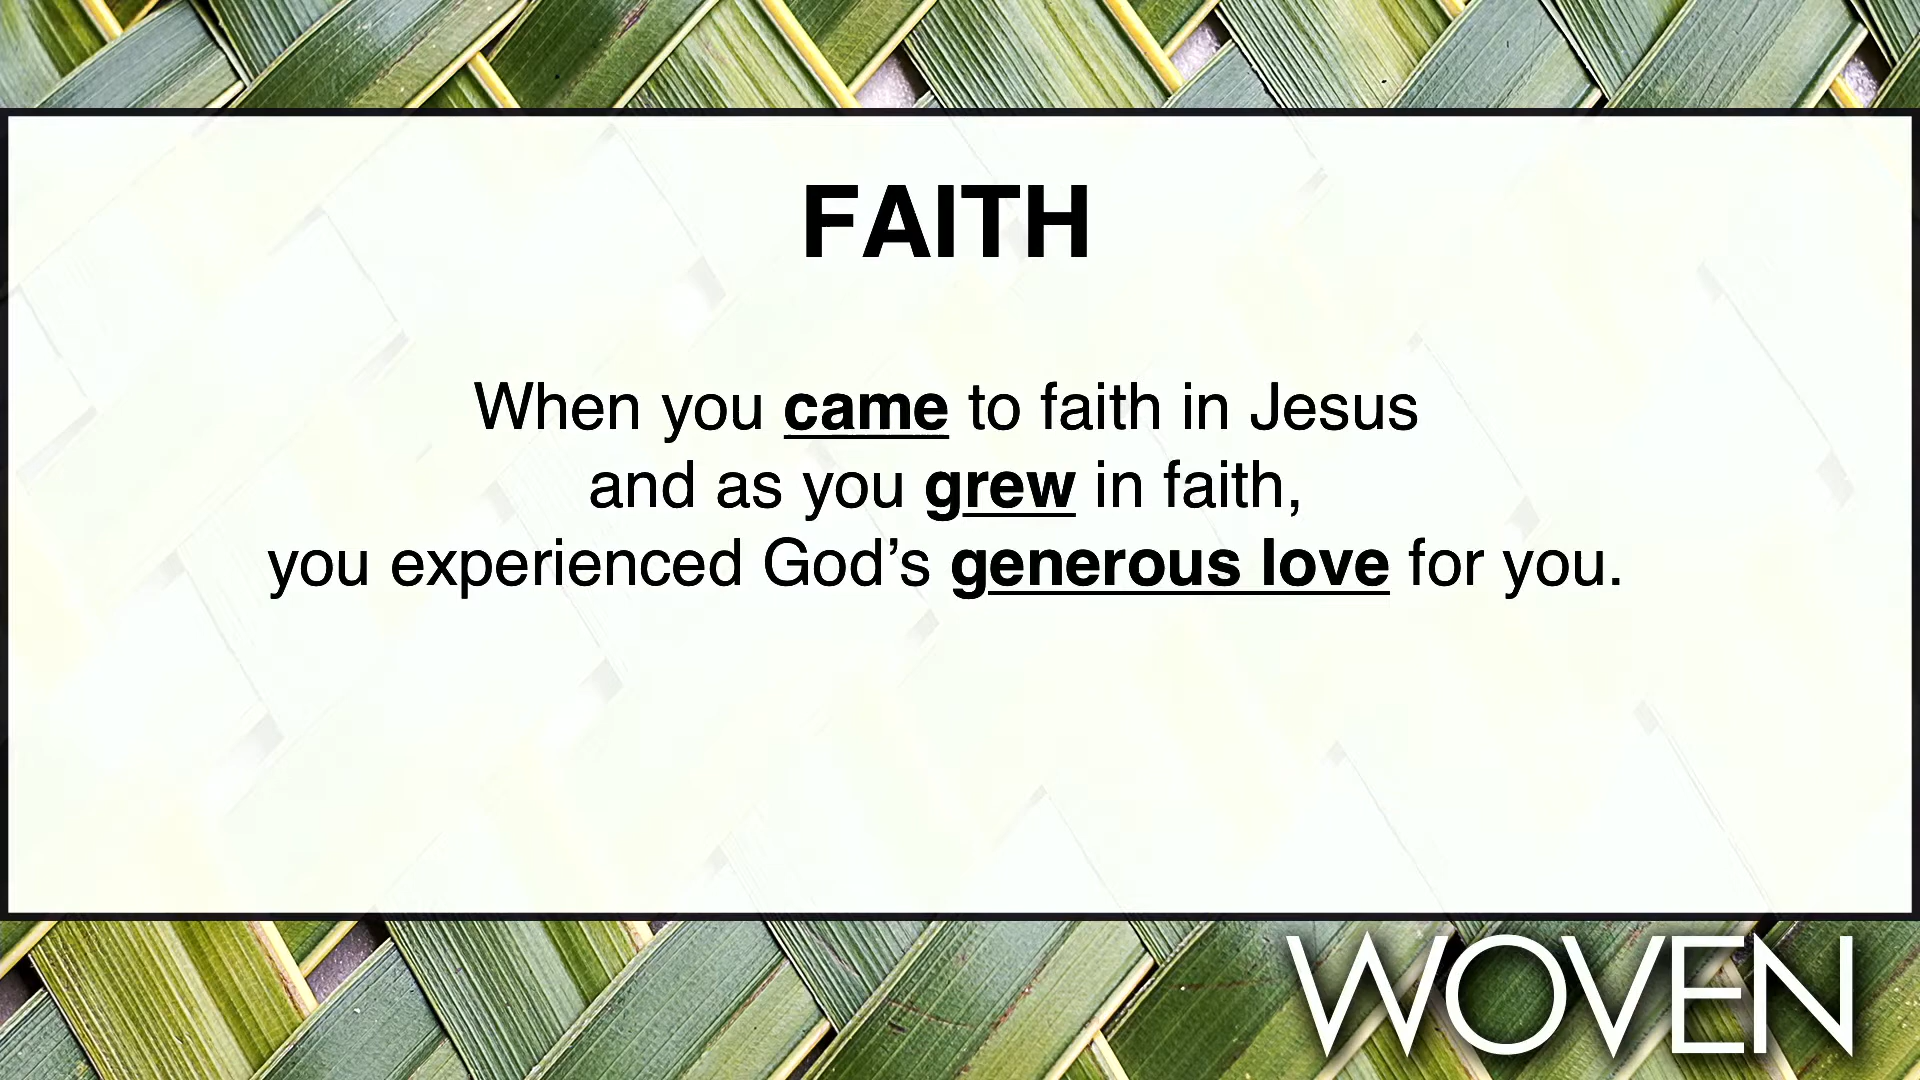 FAITH
When you came to faith in Jesus
and as you grew in faith,
you experienced God’s generous love for you.
WOVEN